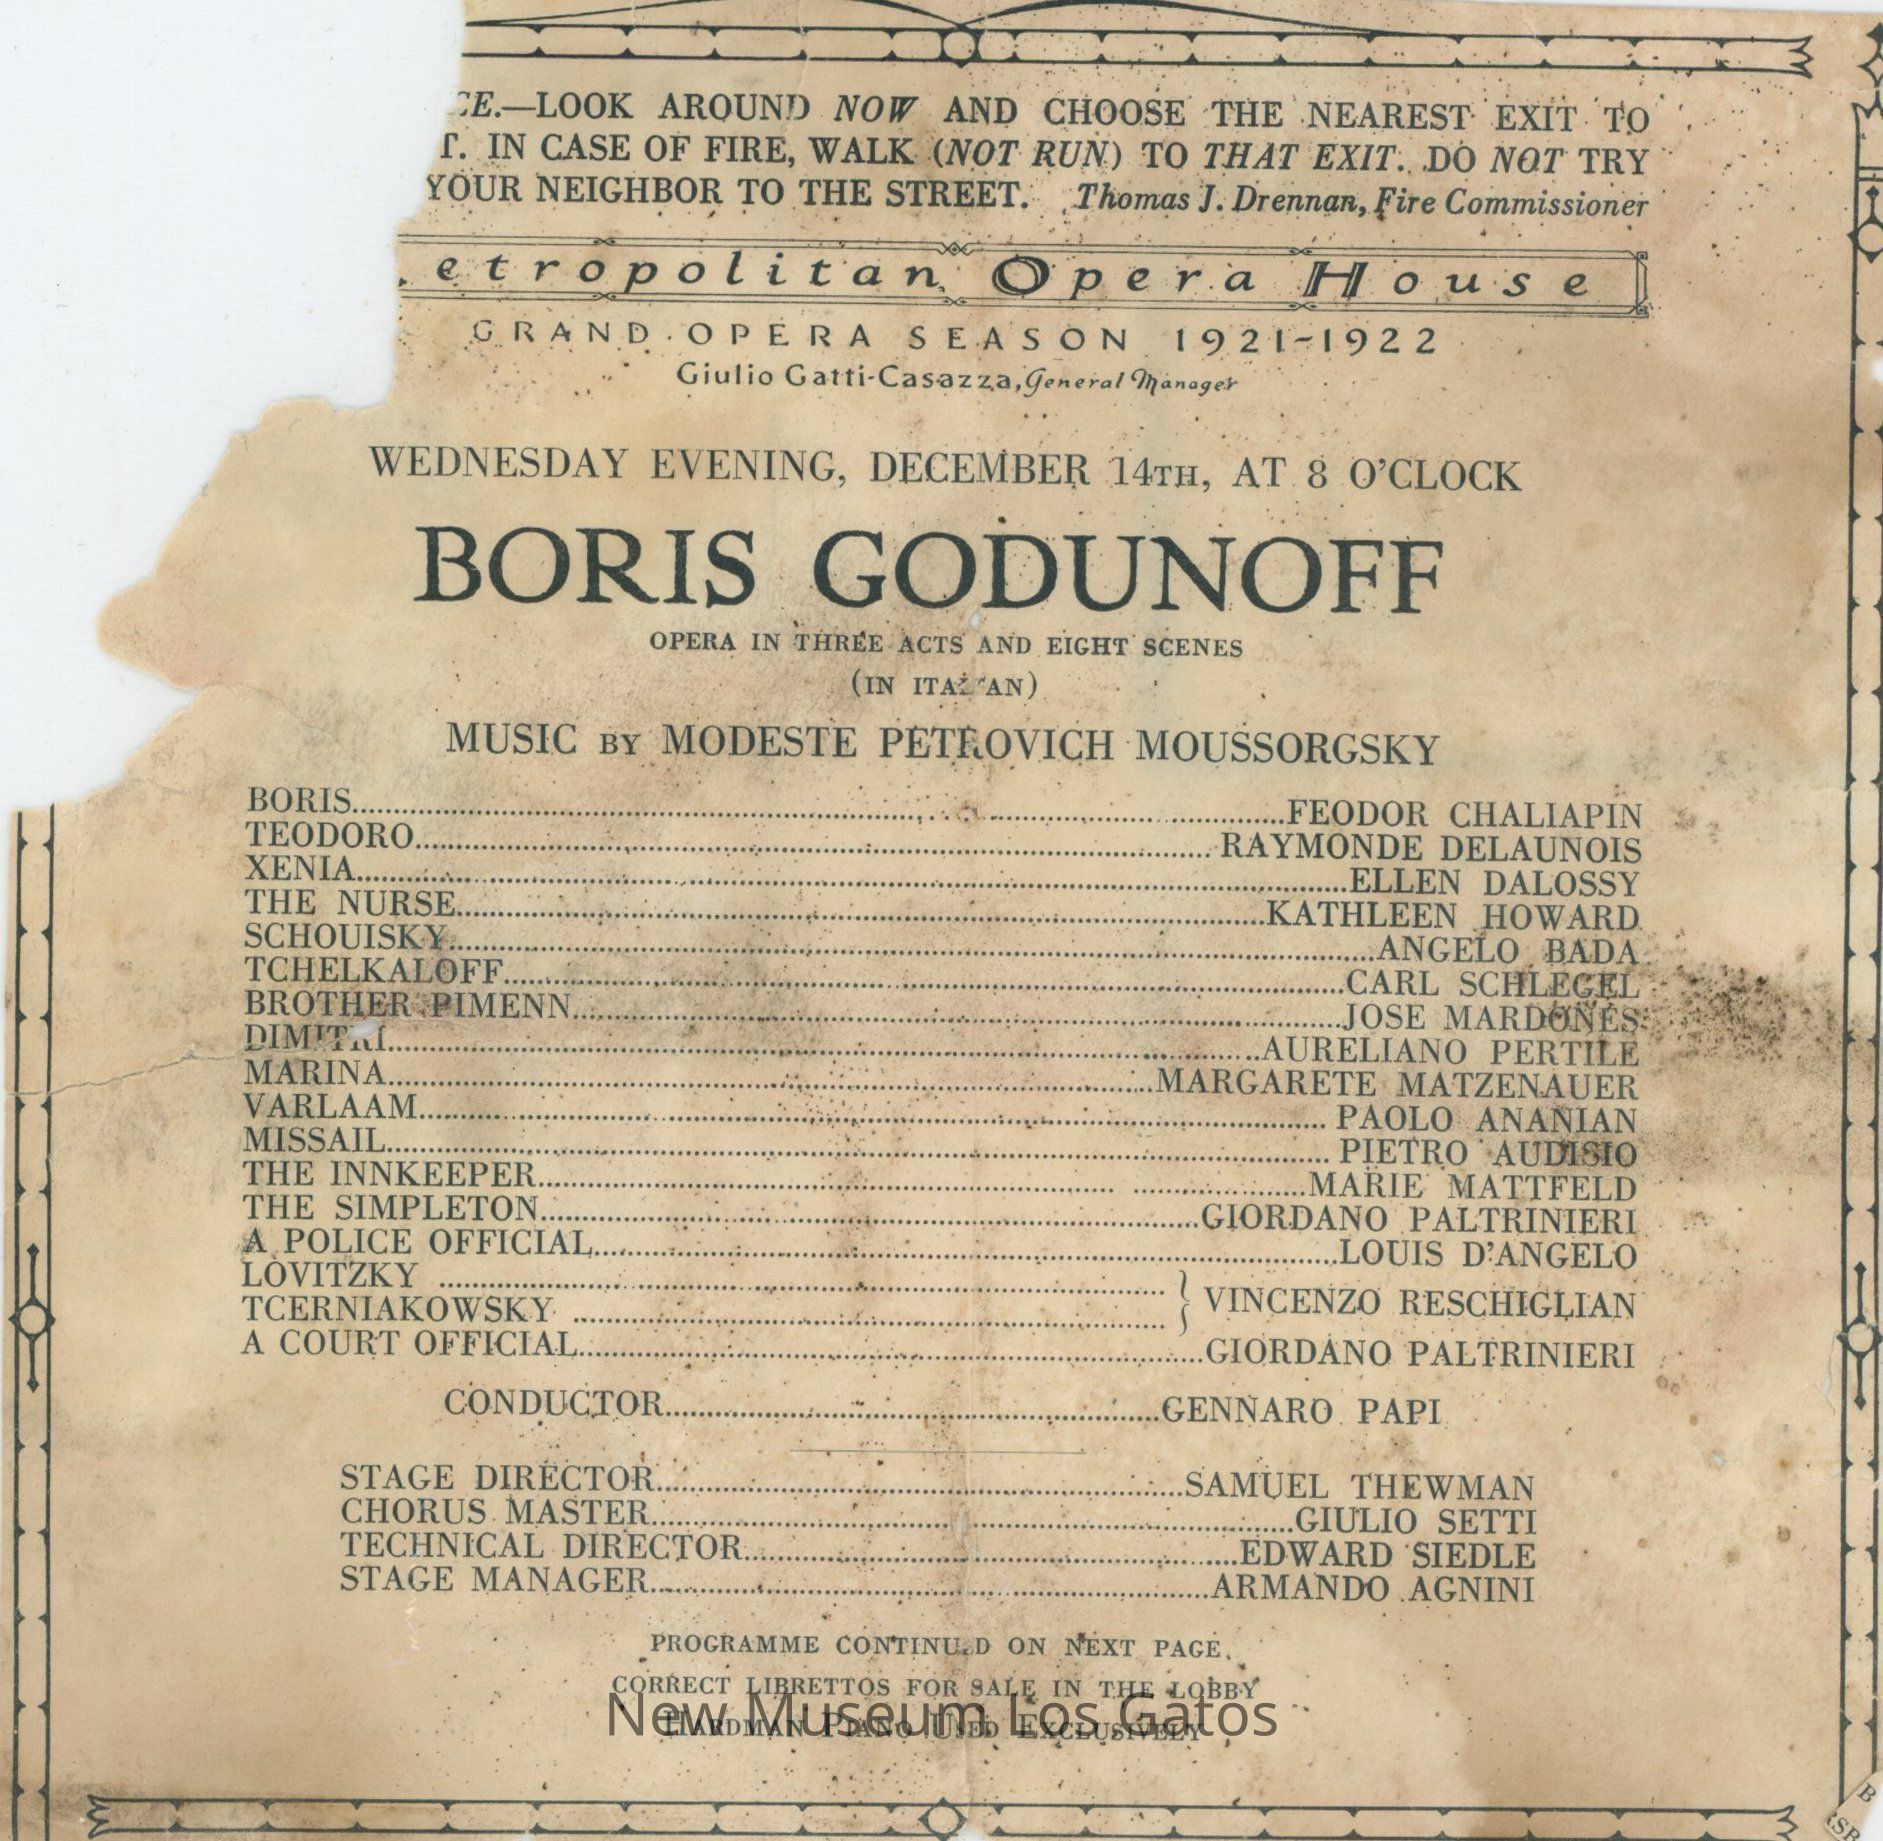 CE.—LOOK AROUND NOW AND CHOOSE THE NEAREST EXIT TO
T. IN CASE OF FIRE, WALK (NOT RUN) TO THAT EXIT. DO NOT TRY
YOUR NEIGHBOR TO THE STREET. Thomas J. Drennan, Fire Commissioner
etropolitan Opera House
GRAND OPERA SEASON 1921-1922
Giulio Gatti-Casazza, General Manager
WEDNESDAY EVENING, DECEMBER 14TH, AT 8 O'CLOCK
BORIS GODUNOFF
OPERA IN THREE ACTS AND EIGHT SCENES
(IN ITALIAN)
MUSIC BY MODESTE PETROVICH MOUSSORGSKY
BORIS FEODOR CHALIAPIN
TEODORO RAYMONDE DELAUNOIS
XENIA ELLEN DALOSSY
THE NURSE KATHLEEN HOWARD
SCHOUISKY ANGELO BADA
TCHELKALOFF CARL SCHLEGEL
BROTHER PIMENN JOSE MARDONES
DIMITRI AURELIANO PERTILE
MARINA MARGARETE MATZENAUER
VARLAAM PAOLO ANANIAN
MISSAIL PIETRO AUDISIO
THE INNKEEPER MARIE MATTFELD
THE SIMPLETON GIORDANO PALTRINIERI
A POLICE OFFICIAL LOUIS D'ANGELO
LOVITZKY
TCERNIAKOWSKY } VINCENZO RESCHIGLIAN
A COURT OFFICIAL GIORDANO PALTRINIERI
CONDUCTOR GENNARO PAPI
STAGE DIRECTOR SAMUEL THEWMAN
CHORUS MASTER GIULIO SETTI
TECHNICAL DIRECTOR EDWARD SIEDLE
STAGE MANAGER ARMANDO AGNINI
PROGRAMME CONTINUED ON NEXT PAGE.
CORRECT LIBRETTOS FOR SALE IN THE LOBBY
HARDMAN PIANO USED EXCLUSIVELY
New Museum Los Gatos